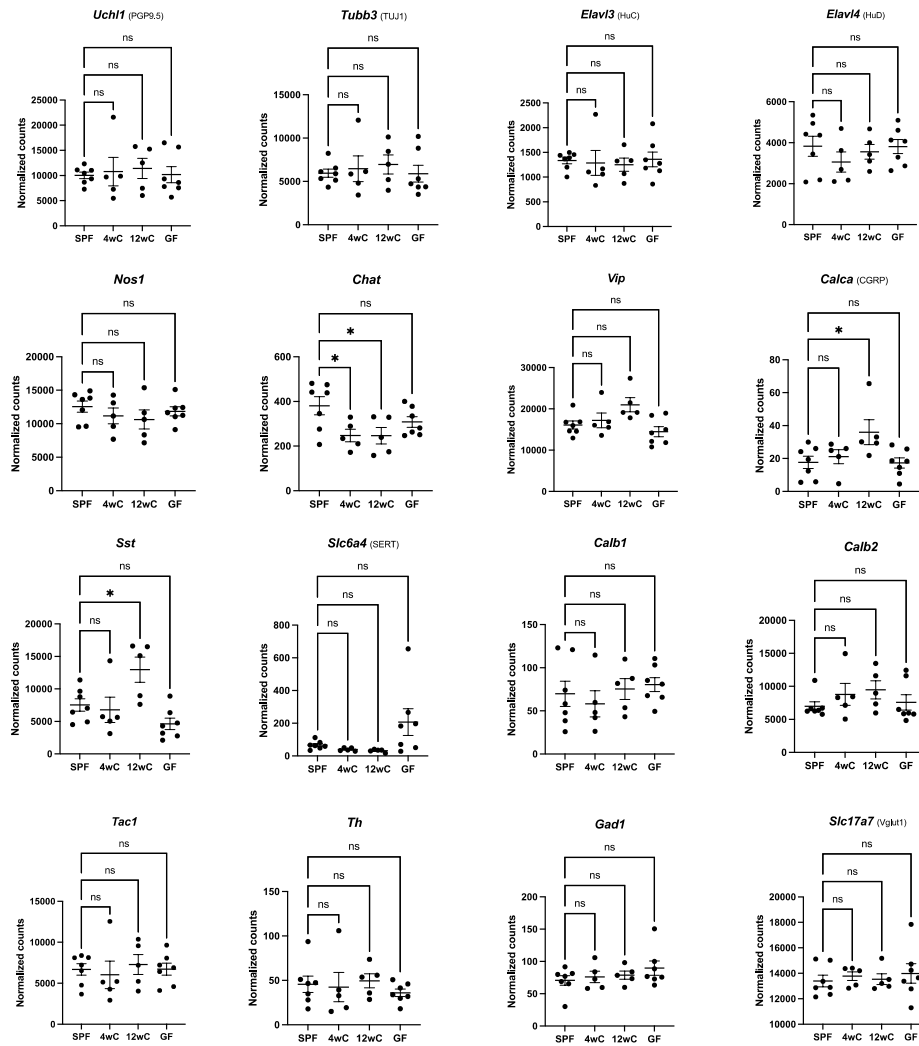 Uchl1 (PGP9.5)
ns
ns
ns
Normalized counts
25000
20000
15000
10000
5000
0
SPF 4wC 12wC GF
Tubb3 (TUJ1)
ns
ns
ns
Normalized counts
15000
10000
5000
0
SPF 4wC 12wC GF
Elavl3 (HuC)
ns
ns
ns
Normalized counts
2500
2000
1500
1000
500
0
SPF 4wC 12wC GF
Elavl4 (HuD)
ns
ns
ns
Normalized counts
6000
4000
2000
0
SPF 4wC 12wC GF
Nos1
ns
ns
ns
Normalized counts
20000
15000
10000
5000
0
SPF 4wC 12wC GF
Chat
ns
*
*
Normalized counts
600
400
200
0
SPF 4wC 12wC GF
Vip
ns
ns
ns
Normalized counts
30000
20000
10000
0
SPF 4wC 12wC GF
Calca (CGRP)
ns
*
ns
Normalized counts
80
60
40
20
0
SPF 4wC 12wC GF
Sst
ns
*
ns
Normalized counts
20000
15000
10000
5000
0
SPF 4wC 12wC GF
Slc6a4 (SERT)
ns
ns
ns
Normalized counts
800
600
400
200
0
SPF 4wC 12wC GF
Calb1
ns
ns
ns
Normalized counts
150
100
50
0
SPF 4wC 12wC GF
Calb2
ns
ns
ns
Normalized counts
20000
15000
10000
5000
0
SPF 4wC 12wC GF
Tac1
ns
ns
ns
Normalized counts
15000
10000
5000
0
SPF 4wC 12wC GF
Th
ns
ns
ns
Normalized counts
150
100
50
0
SPF 4wC 12wC GF
Gad1
ns
ns
ns
Normalized counts
200
150
100
50
0
SPF 4wC 12wC GF
Slc17a7 (Vglut1)
ns
ns
ns
Normalized counts
20000
18000
16000
14000
12000
10000
SPF 4wC 12wC GF